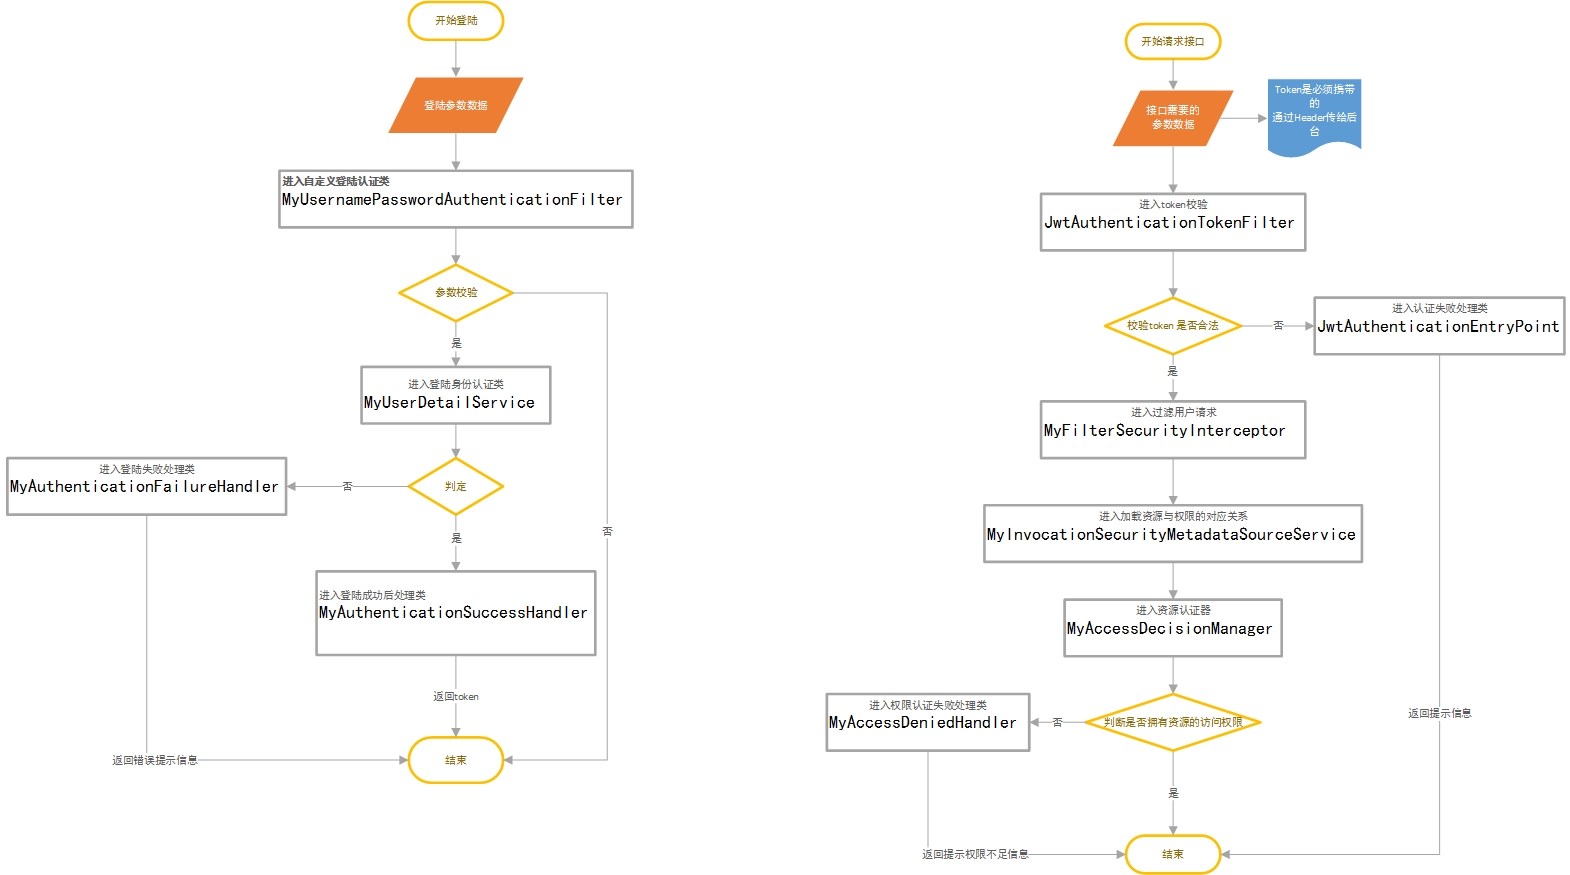 开始登陆
登陆参数数据
进入自定义登陆认证类
MyUsernamePasswordAuthenticationFilter
参数校验
是
否
进入登陆身份认证类
MyUserDetailService
判定
否
是
进入登陆失败处理类
MyAuthenticationFailureHandler
进入登陆成功后处理类
MyAuthenticationSuccessHandler
返回token
返回错误提示信息
结束
开始请求接口
接口需要的
参数数据
Token是必须携带
的
通过Header传给后
台
进入token校验
JwtAuthenticationTokenFilter
校验token 是否合法
否
是
进入认证失败处理类
JwtAuthenticationEntryPoint
进入过滤用户请求
MyFilterSecurityInterceptor
进入加载资源与权限的对应关系
MyInvocationSecurityMetadataSourceService
进入资源认证器
MyAccessDecisionManager
判断是否拥有资源的访问权限
否
是
进入权限认证失败处理类
MyAccessDeniedHandler
返回提示信息
返回提示权限不足信息
结束